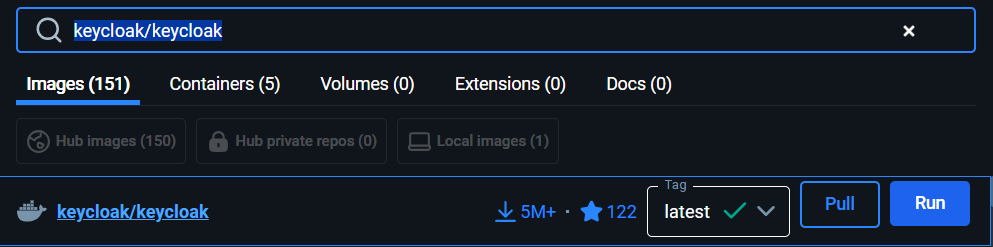 keycloak/keycloak
Images (151) Containers (5) Volumes (0) Extensions (0) Docs (0)
Hub images (150) Hub private repos (0) Local images (1)
Tag
keycloak/keycloak 5M+ · 122 latest Pull Run